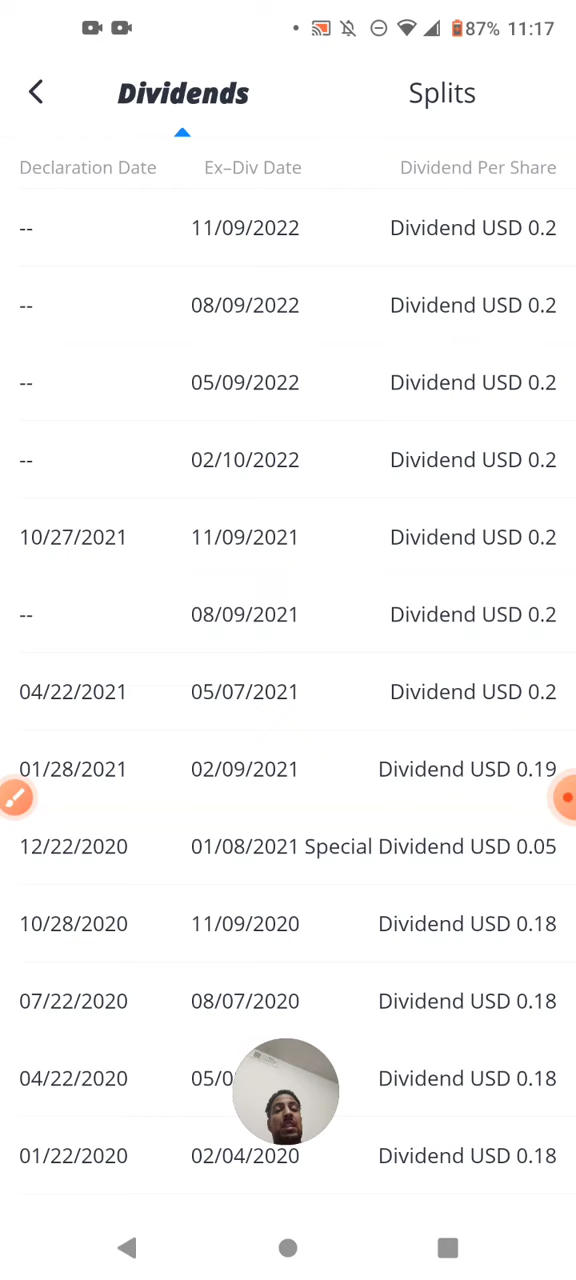 87% 11:17
Dividends Splits
Declaration Date Ex-Div Date Dividend Per Share
-- 11/09/2022 Dividend USD 0.2
-- 08/09/2022 Dividend USD 0.2
-- 05/09/2022 Dividend USD 0.2
-- 02/10/2022 Dividend USD 0.2
10/27/2021 11/09/2021 Dividend USD 0.2
-- 08/09/2021 Dividend USD 0.2
04/22/2021 05/07/2021 Dividend USD 0.2
01/28/2021 02/09/2021 Dividend USD 0.19
12/22/2020 01/08/2021 Special Dividend USD 0.05
10/28/2020 11/09/2020 Dividend USD 0.18
07/22/2020 08/07/2020 Dividend USD 0.18
04/22/2020 05/0 Dividend USD 0.18
01/22/2020 02/04/2020 Dividend USD 0.18